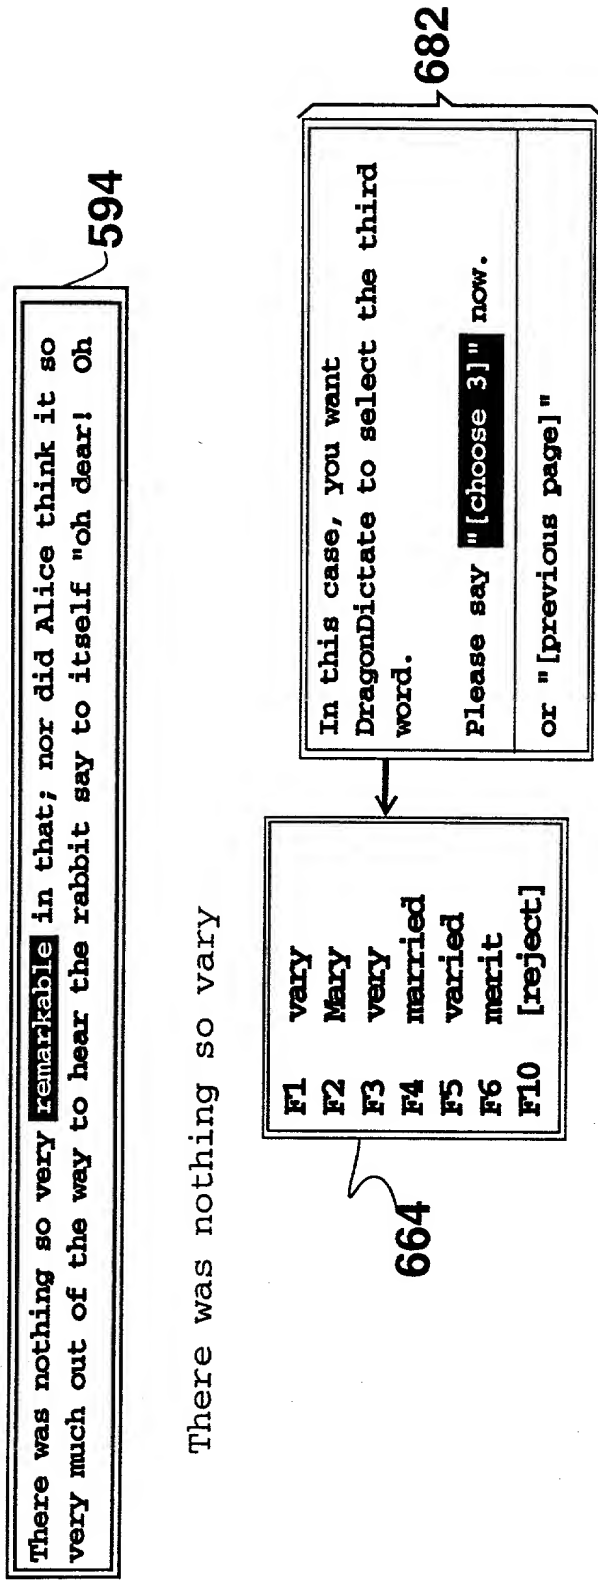 There was nothing so very remarkable in that; nor did Alice think it so
very much out of the way to hear the rabbit say to itself "oh dear!  Oh
594
There was nothing so vary
F1 vary
F2 Mary
F3 very
F4 married
F5 varied
F6 merit
F10 [reject]
664
In this case, you want
DragonDictate to select the third
word.
Please say "[choose 3]" now.
or "[previous page]"
682